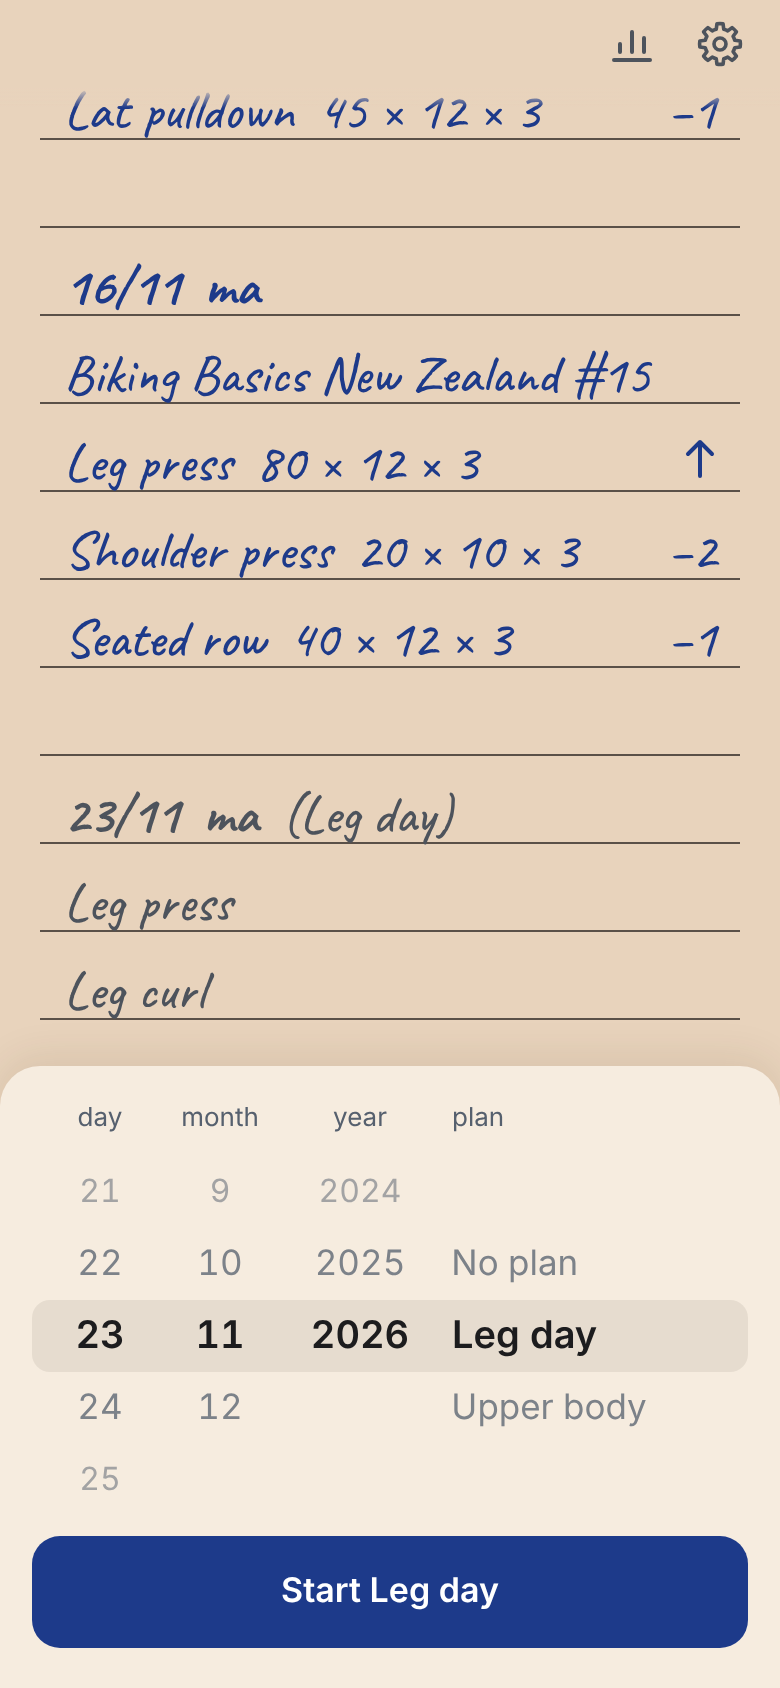 Lat pulldown 45 × 12 × 3 –1
16/11 ma
Biking Basics New Zealand #15
Leg press 80 × 12 × 3 ↑
Shoulder press 20 × 10 × 3 –2
Seated row 40 × 12 × 3 –1
23/11 ma (Leg day)
Leg press
Leg curl
day month year plan
21 9 2024
22 10 2025 No plan
23 11 2026 Leg day
24 12 Upper body
25
Start Leg day